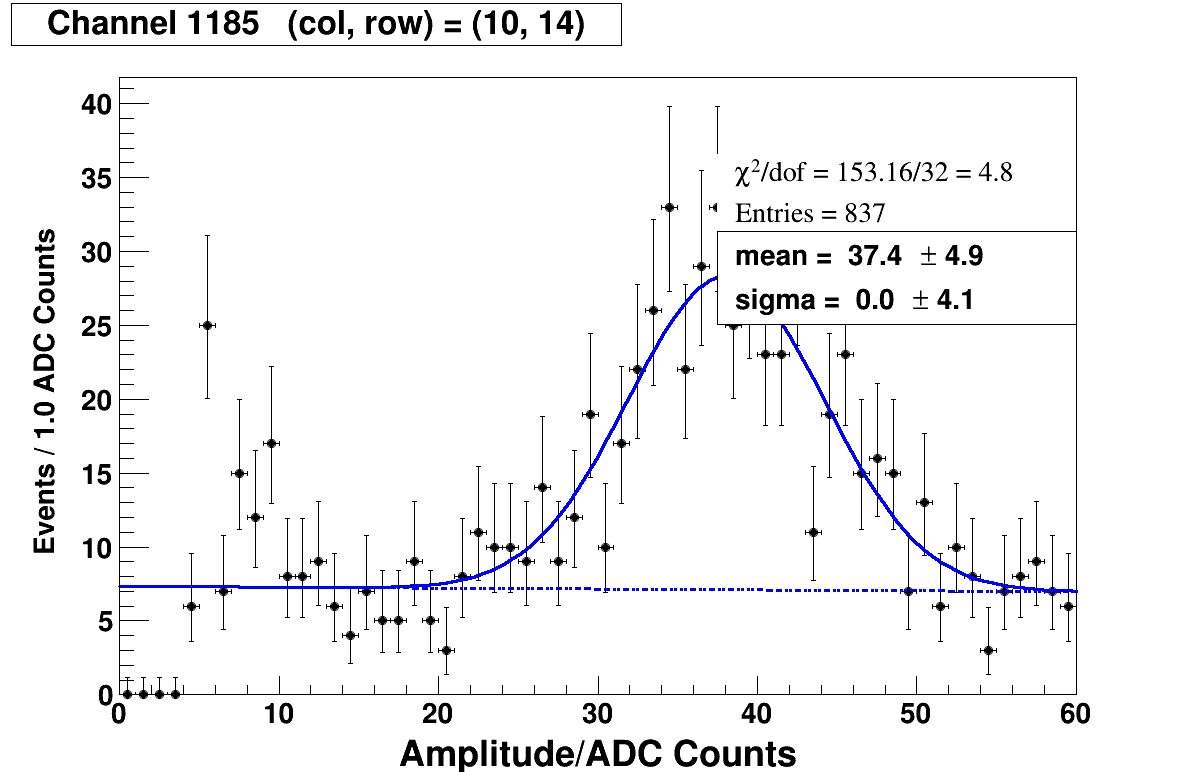 Channel 1185 (col, row) = (10, 14)
40
35
30
25
20
15
10
5
0
Events / 1.0 ADC Counts
χ²/dof = 153.16/32 = 4.8
Entries = 837
mean = 37.4 ± 4.9
sigma = 0.0 ± 4.1
0 10 20 30 40 50 60
Amplitude/ADC Counts